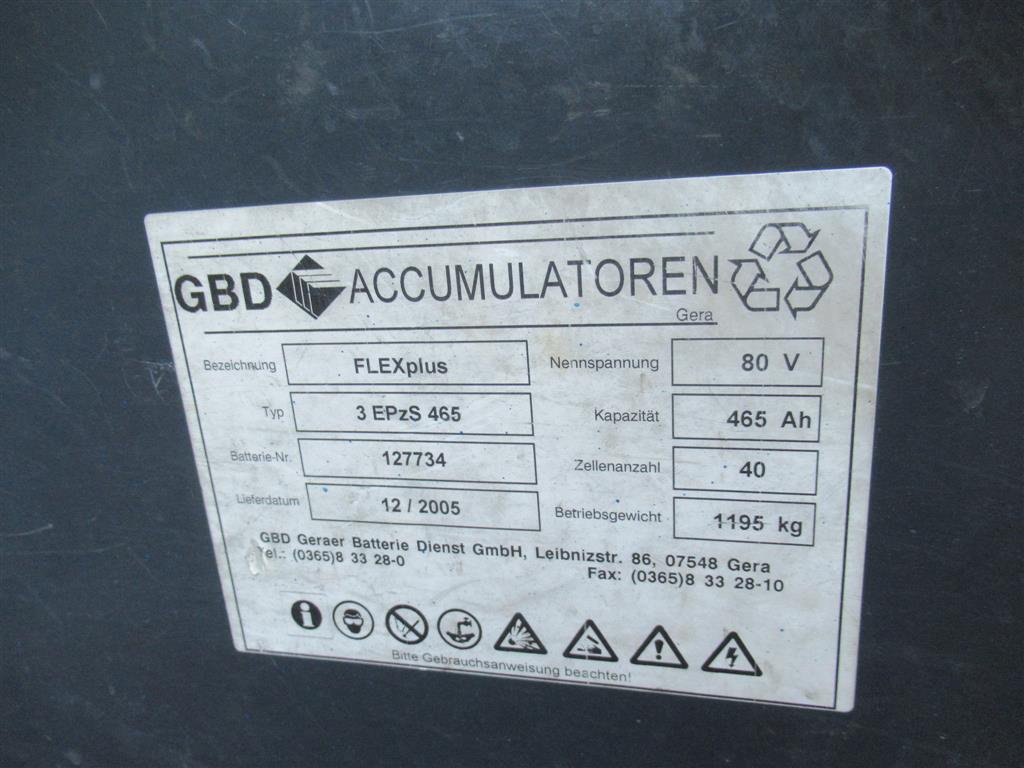 GBD ACCUMULATOREN
Gera
Bezeichnung FLEXplus Nennspannung 80 V
Typ 3 EPzS 465 Kapazität 465 Ah
Batterie-Nr. 127734 Zellenanzahl 40
Lieferdatum 12 / 2005 Betriebsgewicht 1195 kg
GBD Geraer Batterie Dienst GmbH, Leibnizstr. 86, 07548 Gera
Tel.: (0365)8 33 28-0 Fax: (0365)8 33 28-10
Bitte Gebrauchsanweisung beachten!